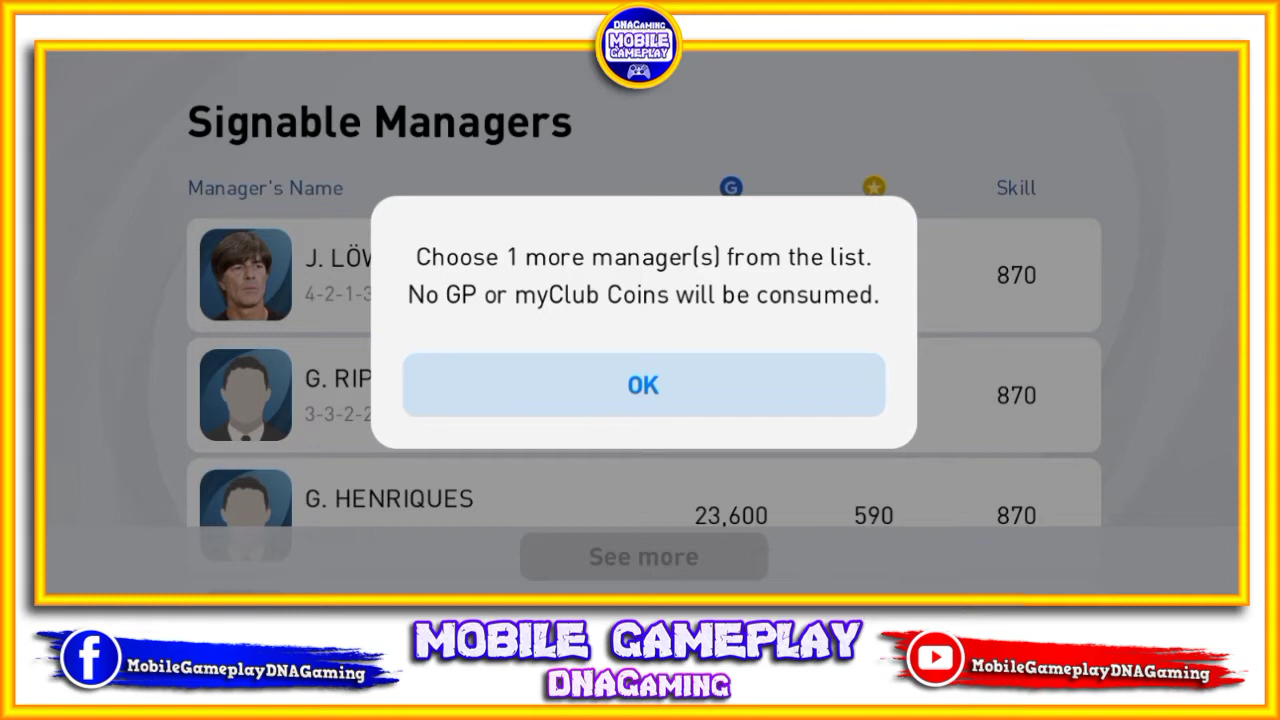 DNAGAMING
MOBILE
GAMEPLAY
Signable Managers
Manager's Name G Skill
Choose 1 more manager(s) from the list.
No GP or myClub Coins will be consumed.
OK
J. LÖ
4-2-1-3
870
G. RIP
3-3-2-2
870
G. HENRIQUES
23,600 590 870
See more
f MobileGameplayDNAGaming
MOBILE GAMEPLAY
DNAGAMING
MobileGameplayDNAGaming